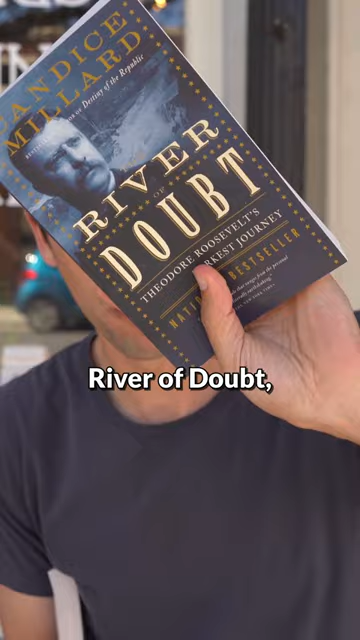 CANDICE
MILLARD
Destiny of the Republic
RIVER
OF
DOUBT
THEODORE ROOSEVELT'S
DARKEST JOURNEY
BESTSELLER
River of Doubt,